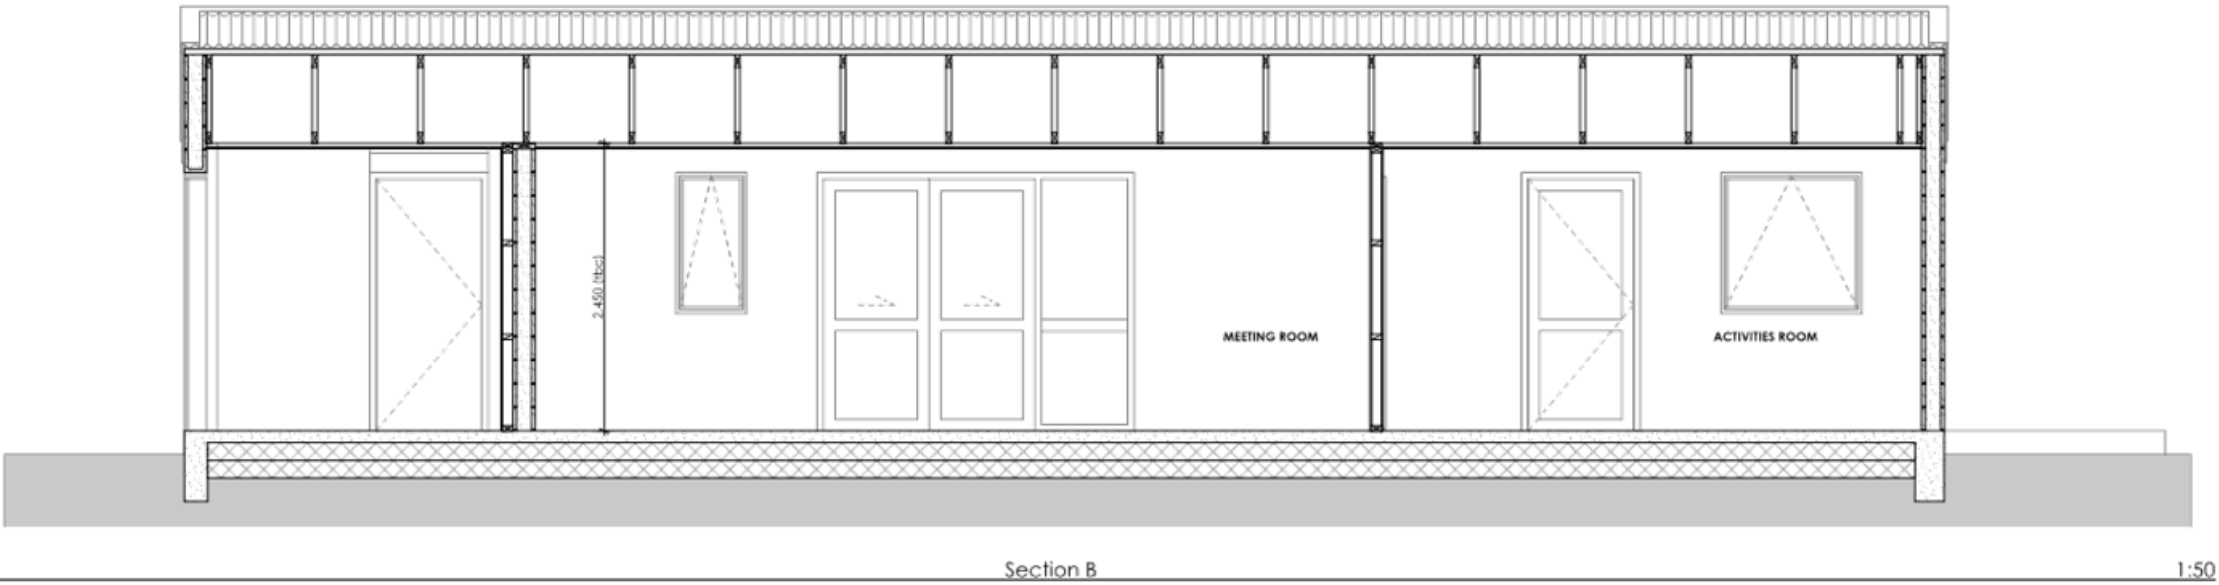 2.450 (tbc)
MEETING ROOM
ACTIVITIES ROOM
Section B
1:50